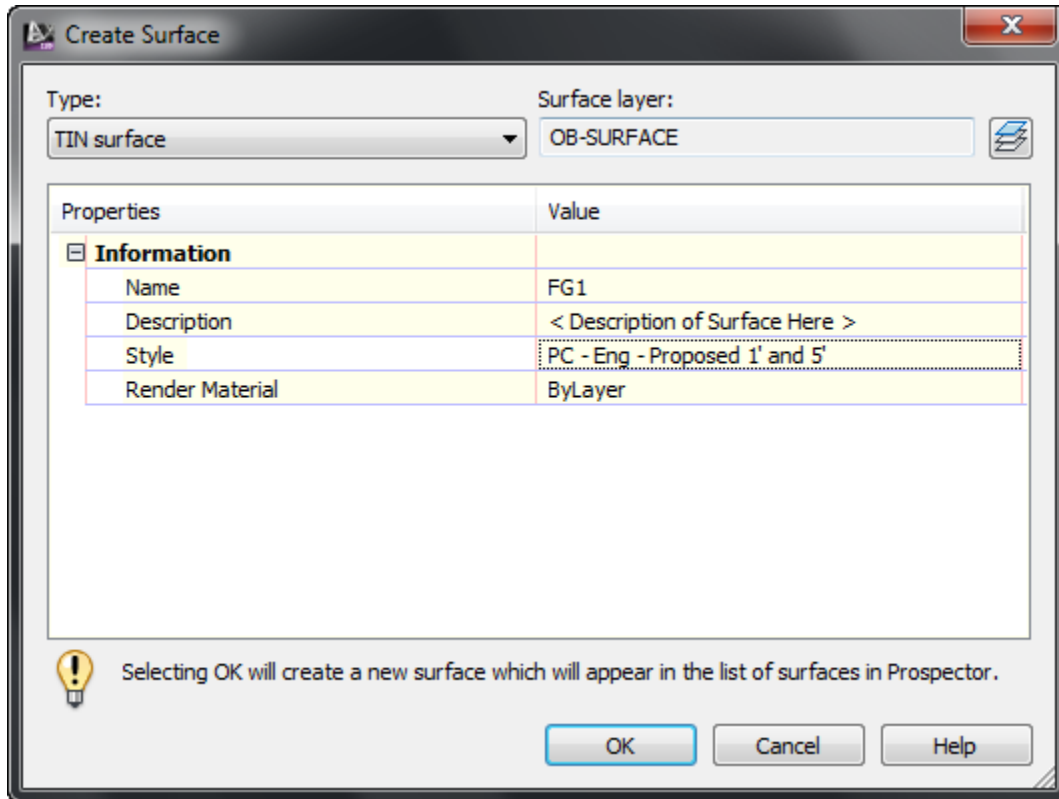 Create Surface
Type:
Surface layer:
TIN surface
OB-SURFACE
Properties Value
Information
Name FG1
Description < Description of Surface Here >
Style PC - Eng - Proposed 1' and 5'
Render Material ByLayer
Selecting OK will create a new surface which will appear in the list of surfaces in Prospector.
OK Cancel Help